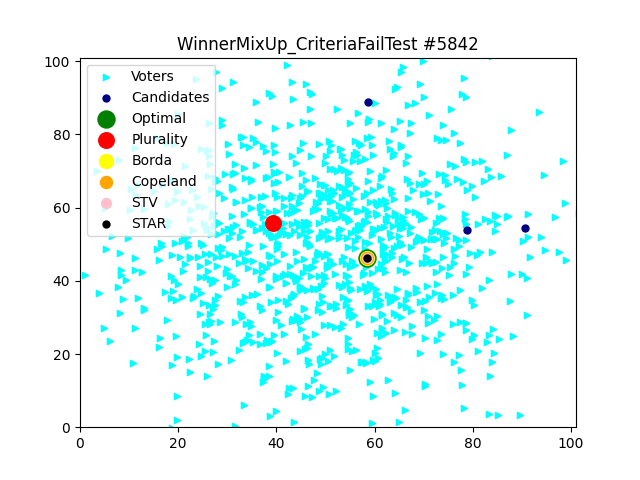 WinnerMixUp_CriteriaFailTest #5842
Voters
Candidates
Optimal
Plurality
Borda
Copeland
STV
STAR
100
80
60
40
20
0
0 20 40 60 80 100